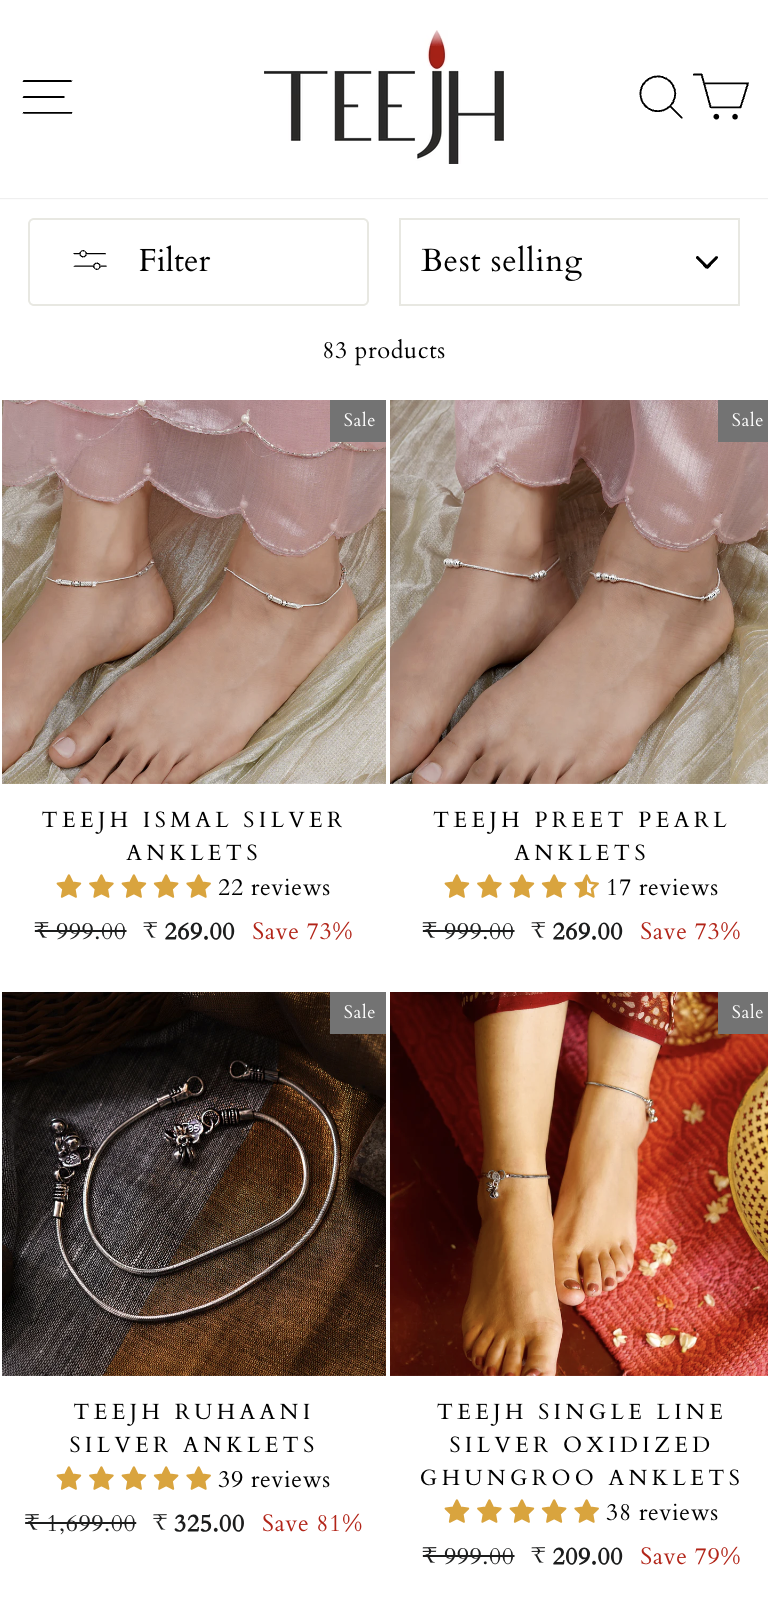 TEEJH
Filter
Best selling
83 products
Sale
Sale
TEEJH ISMAL SILVER
ANKLETS
22 reviews
₹ 999.00 ₹ 269.00 Save 73%
TEEJH PREET PEARL
ANKLETS
17 reviews
₹ 999.00 ₹ 269.00 Save 73%
Sale
Sale
TEEJH RUHAANI
SILVER ANKLETS
39 reviews
₹ 1,699.00 ₹ 325.00 Save 81%
TEEJH SINGLE LINE
SILVER OXIDIZED
GHUNGROO ANKLETS
38 reviews
₹ 999.00 ₹ 209.00 Save 79%